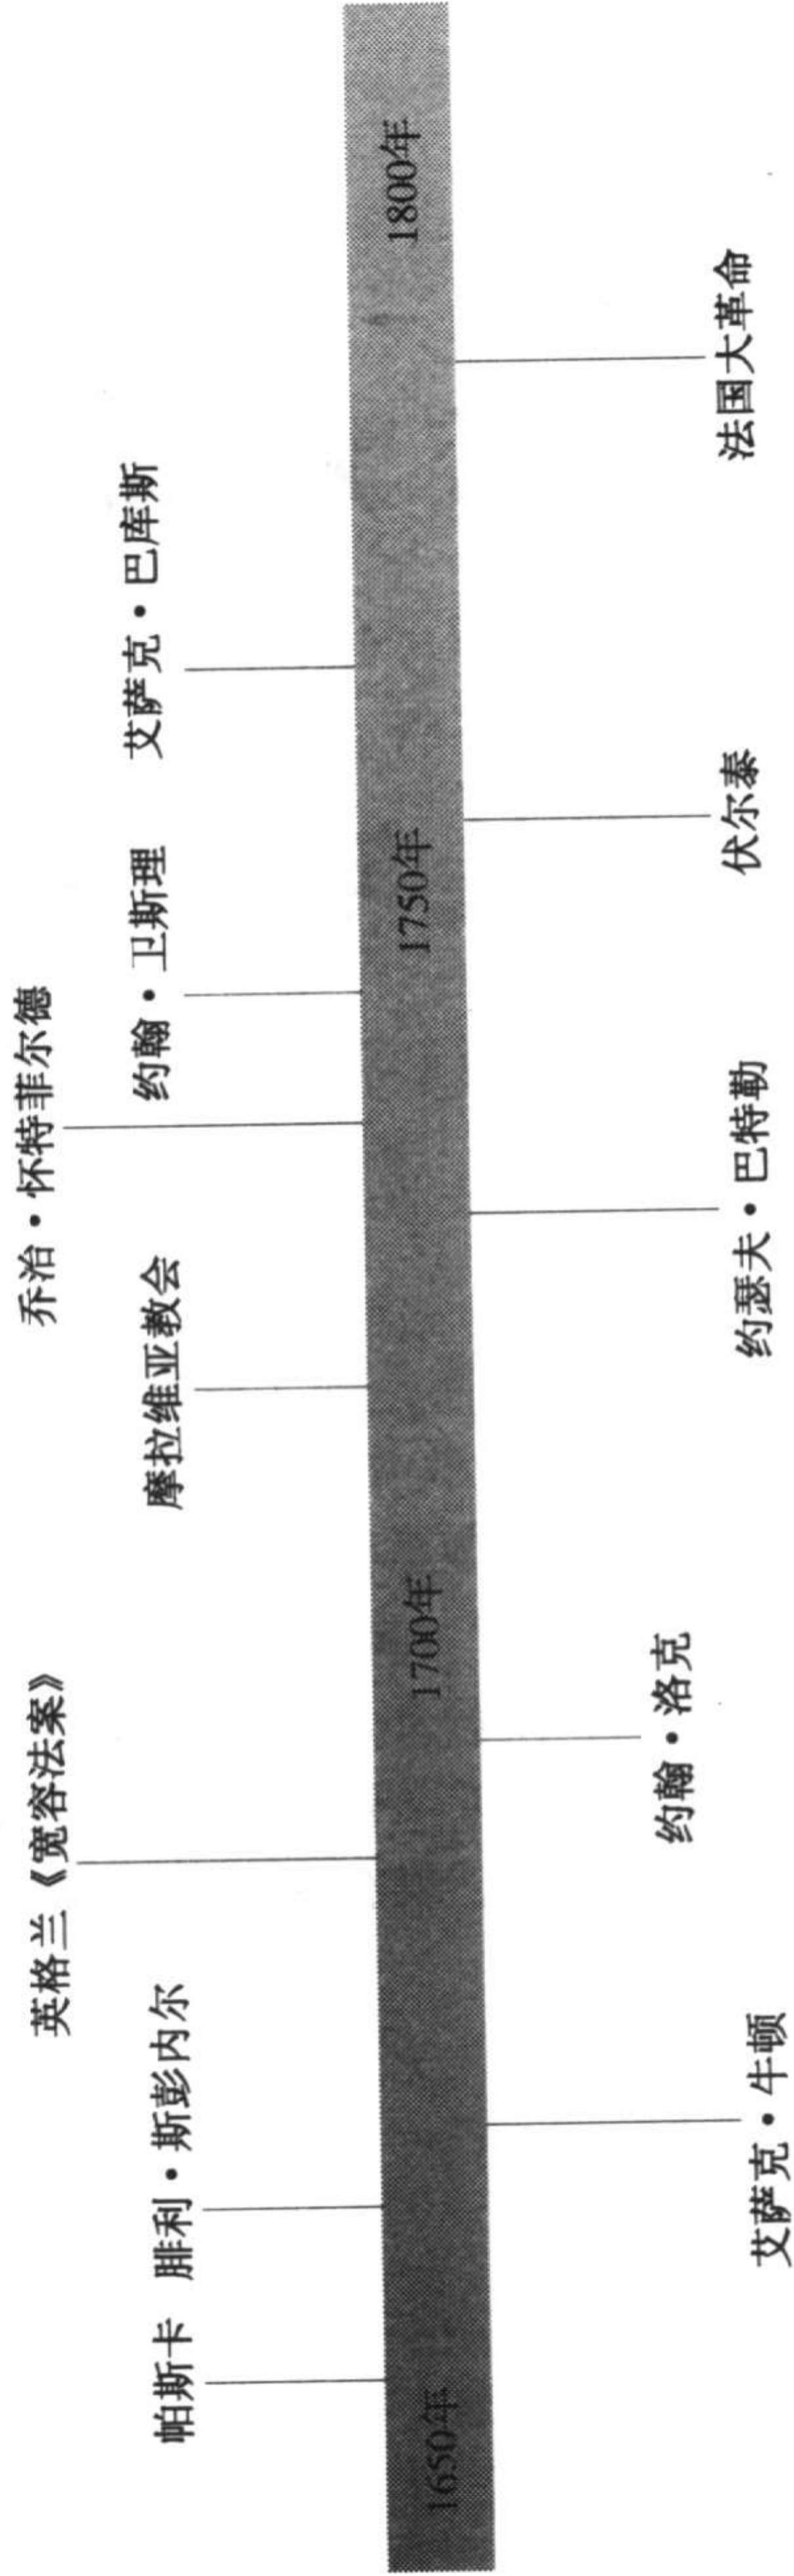 英格兰《宽容法案》
乔治·怀特菲尔德
帕斯卡
腓利·斯彭内尔
摩拉维亚教会
约翰·卫斯理
艾萨克·巴库斯
1650年
1700年
1750年
1800年
约翰·洛克
艾萨克·牛顿
约瑟夫·巴特勒
伏尔泰
法国大革命